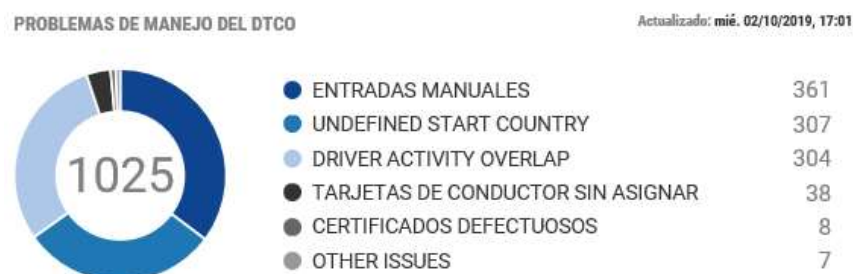 PROBLEMAS DE MANEJO DEL DTCO
Actualizado: mié. 02/10/2019, 17:01
1025
ENTRADAS MANUALES 361
UNDEFINED START COUNTRY 307
DRIVER ACTIVITY OVERLAP 304
TARJETAS DE CONDUCTOR SIN ASIGNAR 38
CERTIFICADOS DEFECTUOSOS 8
OTHER ISSUES 7